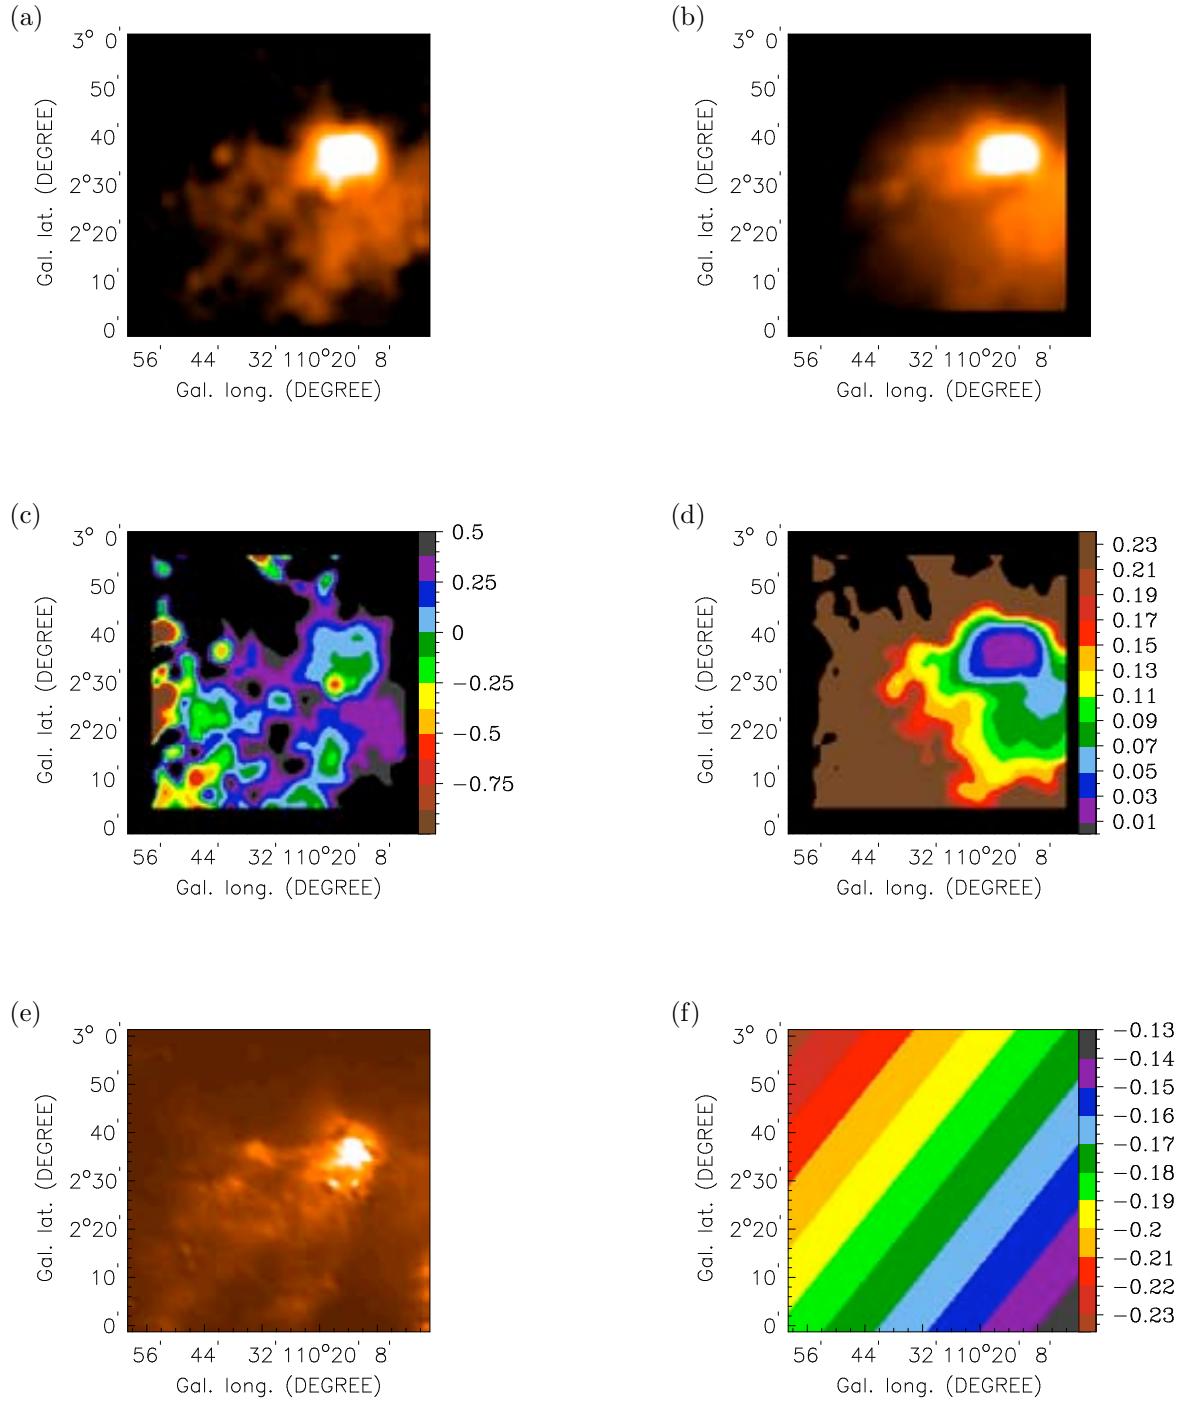 (a)
3° 0'
50'
40'
2°30'
2°20'
10'
0'
Gal. lat. (DEGREE)
56' 44' 32' 110°20' 8'
Gal. long. (DEGREE)
(b)
3° 0'
50'
40'
2°30'
2°20'
10'
0'
Gal. lat. (DEGREE)
56' 44' 32' 110°20' 8'
Gal. long. (DEGREE)
(c)
3° 0'
50'
40'
2°30'
2°20'
10'
0'
Gal. lat. (DEGREE)
56' 44' 32' 110°20' 8'
Gal. long. (DEGREE)
0.5
0.25
0
−0.25
−0.5
−0.75
(d)
3° 0'
50'
40'
2°30'
2°20'
10'
0'
Gal. lat. (DEGREE)
56' 44' 32' 110°20' 8'
Gal. long. (DEGREE)
0.23
0.21
0.19
0.17
0.15
0.13
0.11
0.09
0.07
0.05
0.03
0.01
(e)
3° 0'
50'
40'
2°30'
2°20'
10'
0'
Gal. lat. (DEGREE)
56' 44' 32' 110°20' 8'
Gal. long. (DEGREE)
(f)
3° 0'
50'
40'
2°30'
2°20'
10'
0'
Gal. lat. (DEGREE)
56' 44' 32' 110°20' 8'
Gal. long. (DEGREE)
−0.13
−0.14
−0.15
−0.16
−0.17
−0.18
−0.19
−0.2
−0.21
−0.22
−0.23